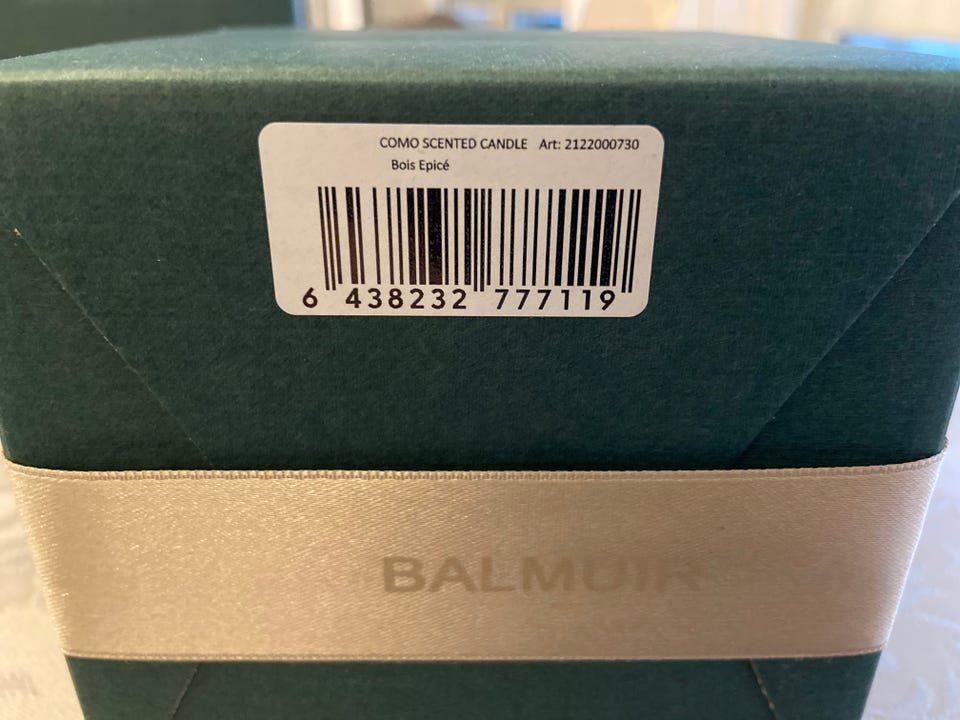 COMO SCENTED CANDLE Art: 2122000730
Bois Epicé
6 438232 777119
BALMUIR